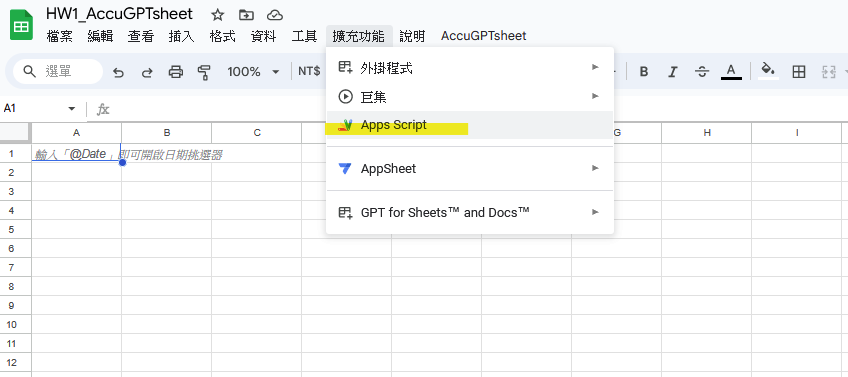 HW1_AccuGPTsheet
檔案 編輯 查看 插入 格式 資料 工具 擴充功能 說明 AccuGPTsheet
選單 100% NT$ B I A
外掛程式
巨集
Apps Script
AppSheet
GPT for Sheets™ and Docs™
A1 fx
A B C G H I
1 輸入「@Date」即可開啟日期挑選器
2
3
4
5
6
7
8
9
10
11
12